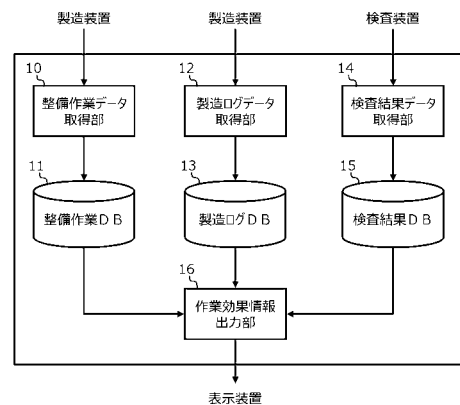 製造装置
製造装置
検査装置
10
12
14
整備作業データ
取得部
製造ログデータ
取得部
検査結果データ
取得部
11
13
15
整備作業ＤＢ
製造ログＤＢ
検査結果ＤＢ
16
作業効果情報
出力部
表示装置